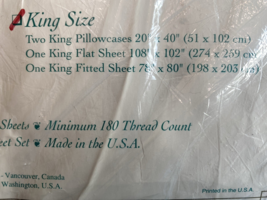 King Size
Two King Pillowcases 20" x 40" (51 x 102 cm)
One King Flat Sheet 108" x 102" (274 x 259 cm)
One King Fitted Sheet 78" x 80" (198 x 203 cm)
Sheets ❦ Minimum 180 Thread Count
eet Set ❦ Made in the U.S.A.
- Vancouver, Canada
Washington, U.S.A.
Printed in the U.S.A.